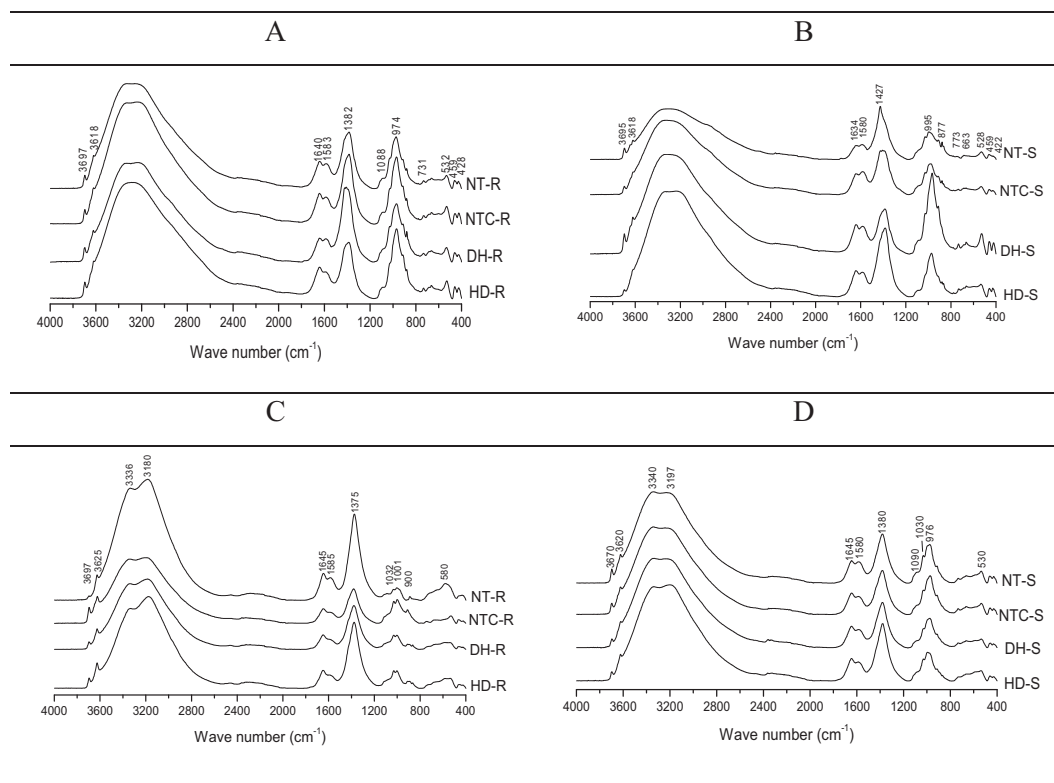 A
B
3697
3618
1640
1583
1382
1088
974
731
532
459
428
NT-R
NTC-R
DH-R
HD-R
4000 3600 3200 2800 2400 2000 1600 1200 800 400
Wave number (cm⁻¹)
3695
3618
1634
1580
1427
995
877
773
663
528
459
422
NT-S
NTC-S
DH-S
HD-S
4000 3600 3200 2800 2400 2000 1600 1200 800 400
Wave number (cm⁻¹)
C
D
3697
3625
3336
3180
1645
1585
1375
1032
1001
900
580
NT-R
NTC-R
DH-R
HD-R
4000 3600 3200 2800 2400 2000 1600 1200 800 400
Wave number (cm⁻¹)
3670
3620
3340
3197
1645
1580
1380
1090
1030
976
530
NT-S
NTC-S
DH-S
HD-S
4000 3600 3200 2800 2400 2000 1600 1200 800 400
Wave number (cm⁻¹)